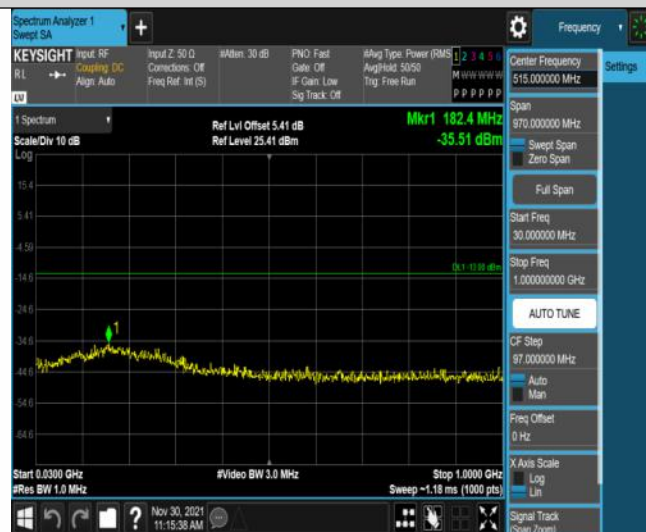 Spectrum Analyzer 1
Swept SA
Frequency
KEYSIGHT
RL
Input: RF
Coupling: DC
Align: Auto
Input Z: 50 Ω
Corrections: Off
Freq Ref: Int (S)
#Atten: 30 dB
PNO: Fast
Gate: Off
IF Gain: Low
Sig Track: Off
#Avg Type: Power (RMS
Avg|Hold: 50/50
Trig: Free Run
1 2 3 4 5 6
M W W W W W
P P P P P P
LW
1 Spectrum
Scale/Div 10 dB
Log
Ref Lvl Offset 5.41 dB
Ref Level 25.41 dBm
Mkr1 182.4 MHz
-35.51 dBm
15.4
5.41
-4.59
-14.6
-24.6
-34.6
-44.6
-54.6
-64.6
DL1 -13.00 dBm
1
Start 0.0300 GHz
#Res BW 1.0 MHz
#Video BW 3.0 MHz
Stop 1.0000 GHz
Sweep ~1.18 ms (1000 pts)
Nov 30, 2021
11:15:38 AM
Center Frequency
515.000000 MHz
Settings
Span
970.000000 MHz
Swept Span
Zero Span
Full Span
Start Freq
30.000000 MHz
Stop Freq
1.000000000 GHz
AUTO TUNE
CF Step
97.000000 MHz
Auto
Man
Freq Offset
0 Hz
X Axis Scale
Log
Lin
Signal Track
(Span Zoom)